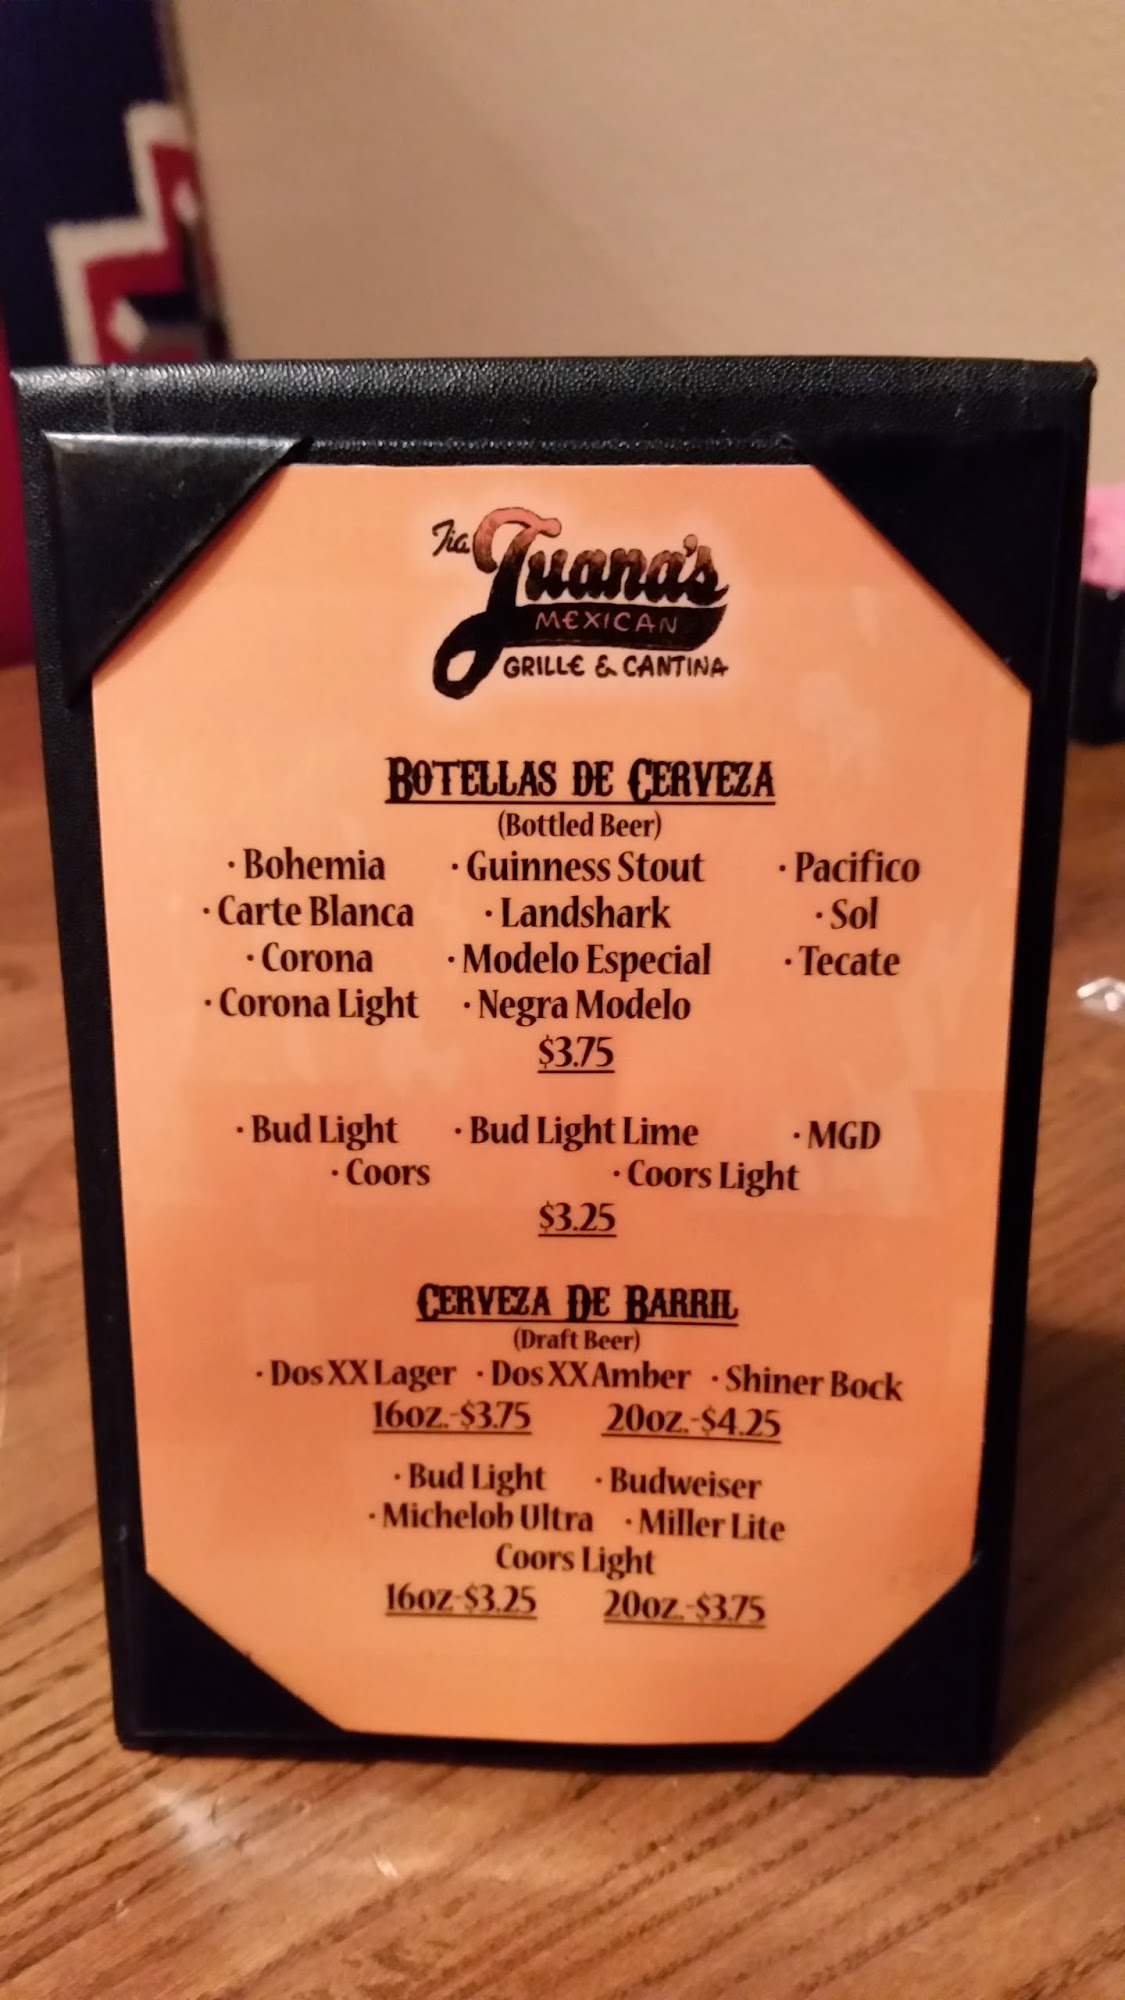 Tia Juana's
MEXICAN
GRILLE & CANTINA
BOTELLAS DE CERVEZA
(Bottled Beer)
· Bohemia · Guinness Stout · Pacifico
· Carte Blanca · Landshark · Sol
· Corona · Modelo Especial · Tecate
· Corona Light · Negra Modelo
$3.75
· Bud Light · Bud Light Lime · MGD
· Coors · Coors Light
$3.25
CERVEZA DE BARRIL
(Draft Beer)
· Dos XX Lager · Dos XX Amber · Shiner Bock
16oz.-$3.75 20oz.-$4.25
· Bud Light · Budweiser
· Michelob Ultra · Miller Lite
Coors Light
16oz-$3.25 20oz.-$3.75